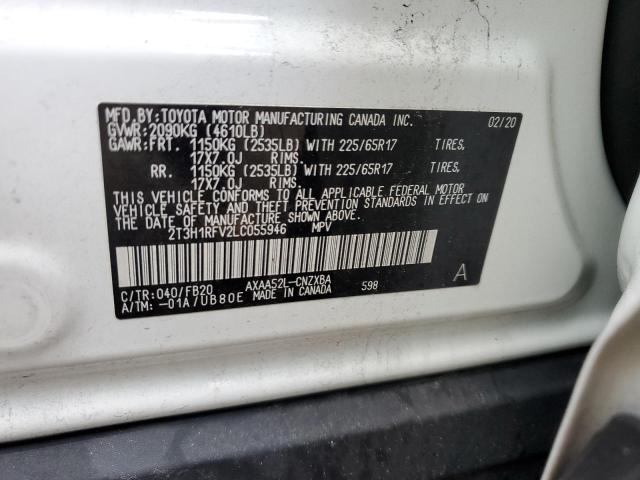 MFD.BY:TOYOTA MOTOR MANUFACTURING CANADA INC. 02/20
GVWR:2090KG (4610LB)
GAWR:FRT. 1150KG (2535LB) WITH 225/65R17 TIRES,
17X7.0J RIMS.
RR. 1150KG (2535LB) WITH 225/65R17 TIRES,
17X7.0J RIMS.
THIS VEHICLE CONFORMS TO ALL APPLICABLE FEDERAL MOTOR
VEHICLE SAFETY AND THEFT PREVENTION STANDARDS IN EFFECT ON
THE DATE OF MANUFACTURE SHOWN ABOVE.
2T3H1RFV2LC055946 MPV
C/TR:040/FB20 AXAA52L-CNZXBA 598 A
A/TM:-01A/UB80E MADE IN CANADA